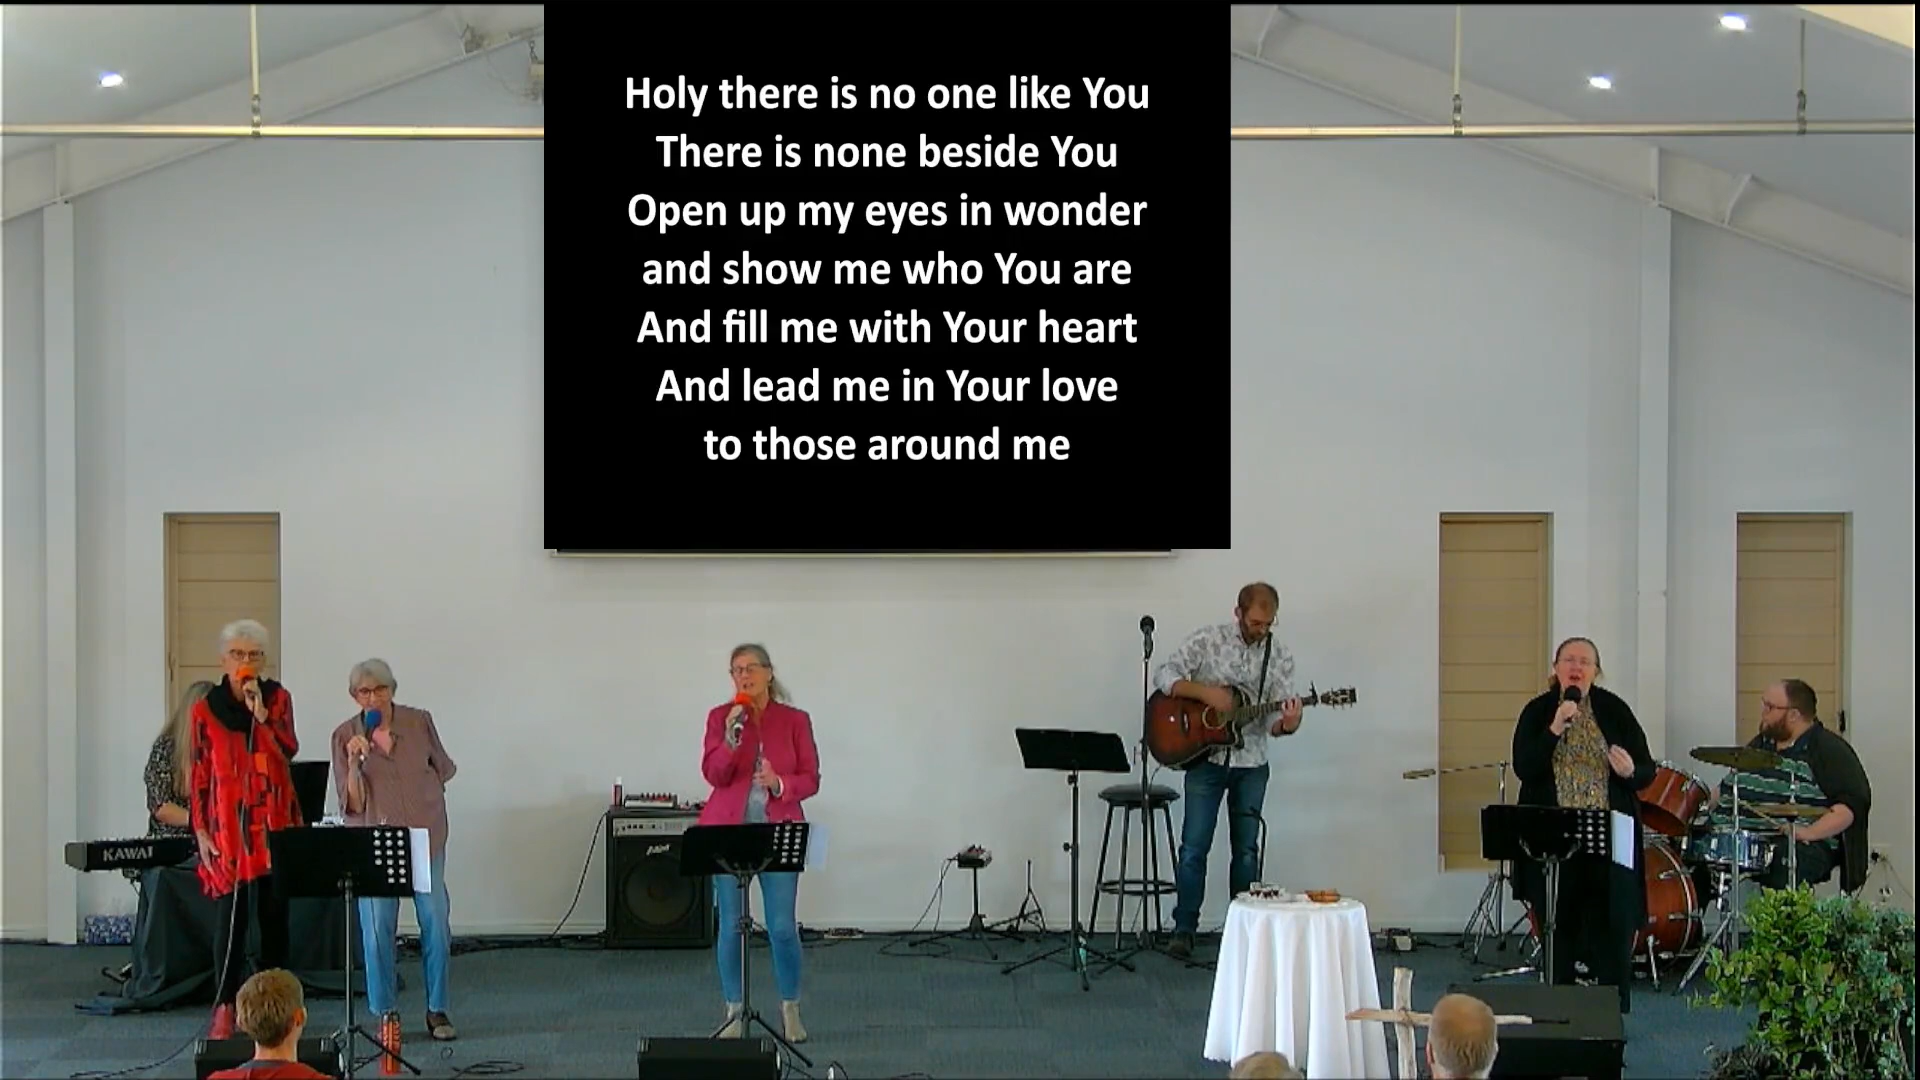 Holy there is no one like You
There is none beside You
Open up my eyes in wonder
and show me who You are
And fill me with Your heart
And lead me in Your love
to those around me
KAWAI